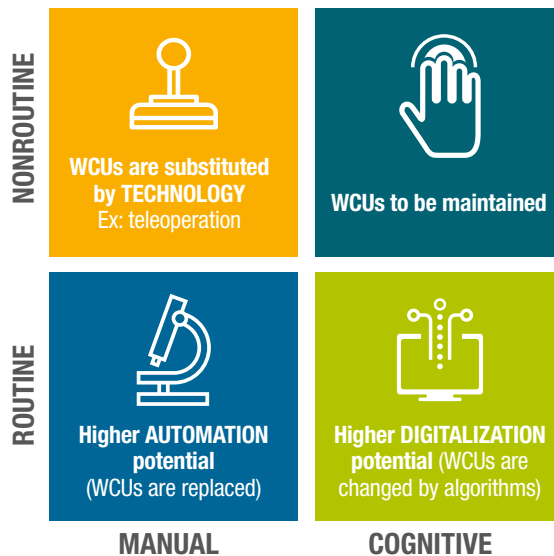 NONROUTINE
WCUs are substituted
by TECHNOLOGY
Ex: teleoperation
WCUs to be maintained
ROUTINE
Higher AUTOMATION
potential
(WCUs are replaced)
Higher DIGITALIZATION
potential (WCUs are
changed by algorithms)
MANUAL
COGNITIVE